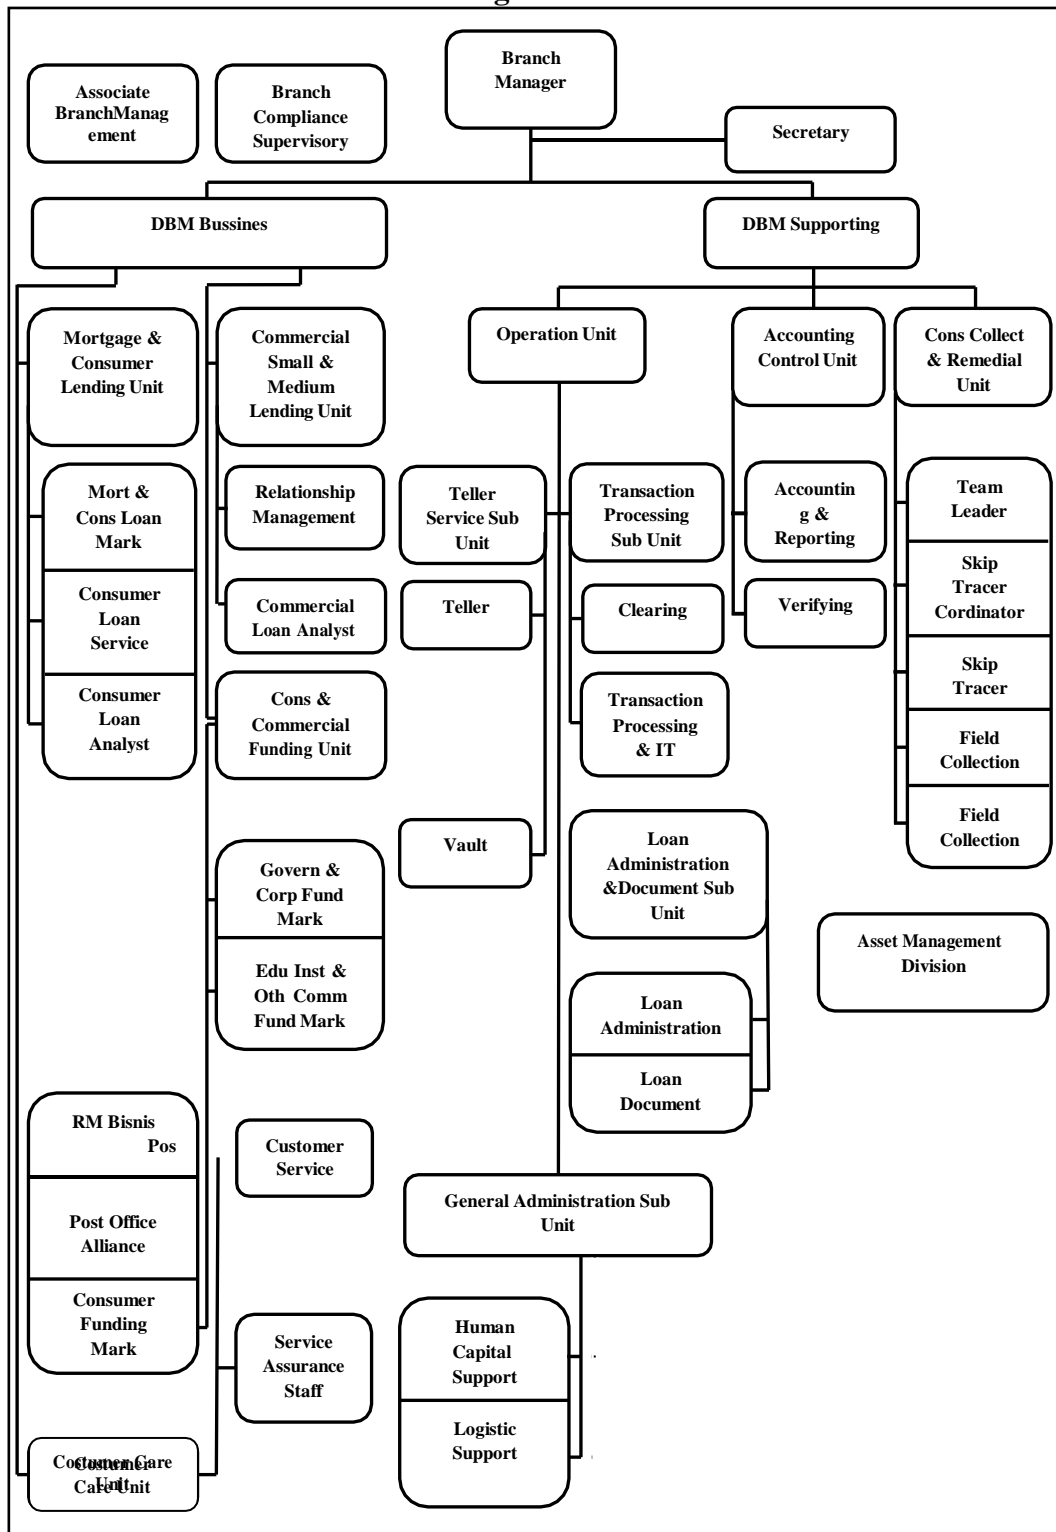 Branch
Manager
Associate
BranchManag
ement
Branch
Compliance
Supervisory
Secretary
DBM Bussines
DBM Supporting
Mortgage &
Consumer
Lending Unit
Commercial
Small &
Medium
Lending Unit
Operation Unit
Accounting
Control Unit
Cons Collect
& Remedial
Unit
Mort &
Cons Loan
Mark
Consumer
Loan
Service
Consumer
Loan
Analyst
Relationship
Management
Commercial
Loan Analyst
Cons &
Commercial
Funding Unit
Teller
Service Sub
Unit
Teller
Vault
Transaction
Processing
Sub Unit
Clearing
Transaction
Processing
& IT
Accountin
g &
Reporting
Verifying
Team
Leader
Skip
Tracer
Cordinator
Skip
Tracer
Field
Collection
Field
Collection
Govern &
Corp Fund
Mark
Edu Inst &
Oth Comm
Fund Mark
Loan
Administration
&Document Sub
Unit
Loan
Administration
Loan
Document
Asset Management
Division
RM Bisnis
Pos
Post Office
Alliance
Consumer
Funding
Mark
Customer
Service
Service
Assurance
Staff
General Administration Sub
Unit
Human
Capital
Support
Logistic
Support
Costumer Care
Unit
Costumer
Care Unit